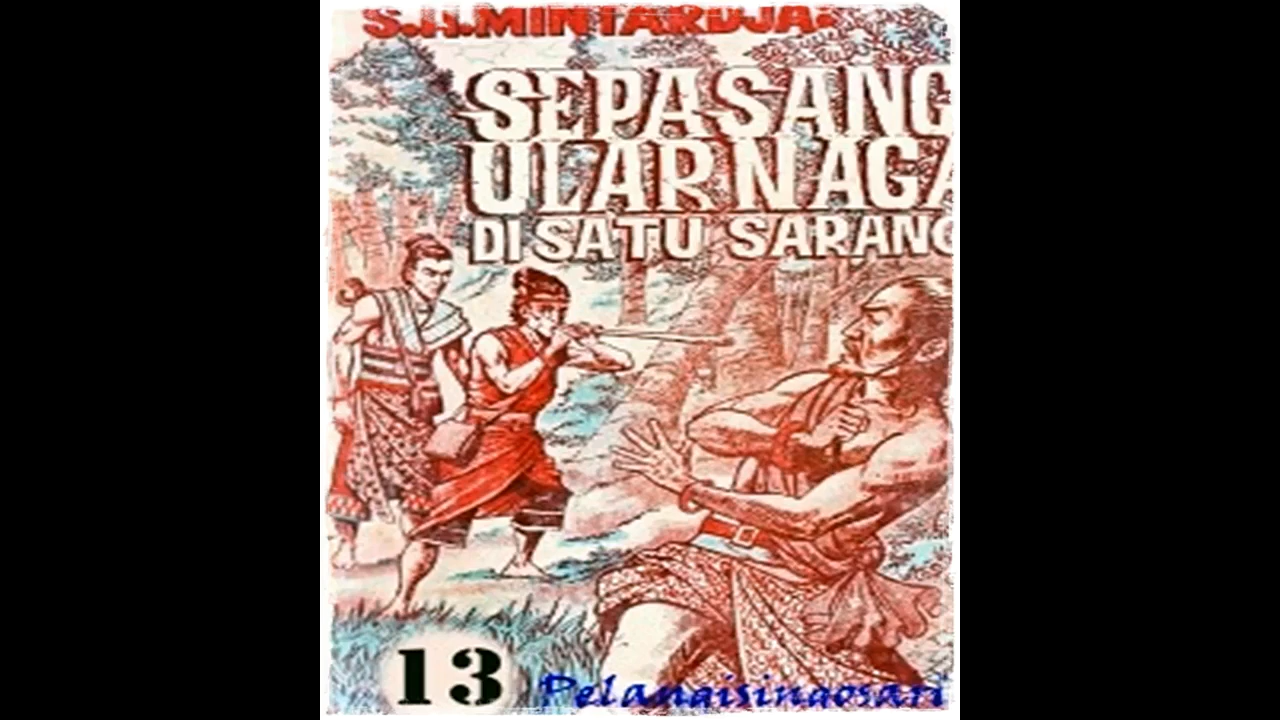 S.H.MINTARDJA:
SEPASANG
ULAR NAGA
DI SATU SARANG
13
Pelangisingosari